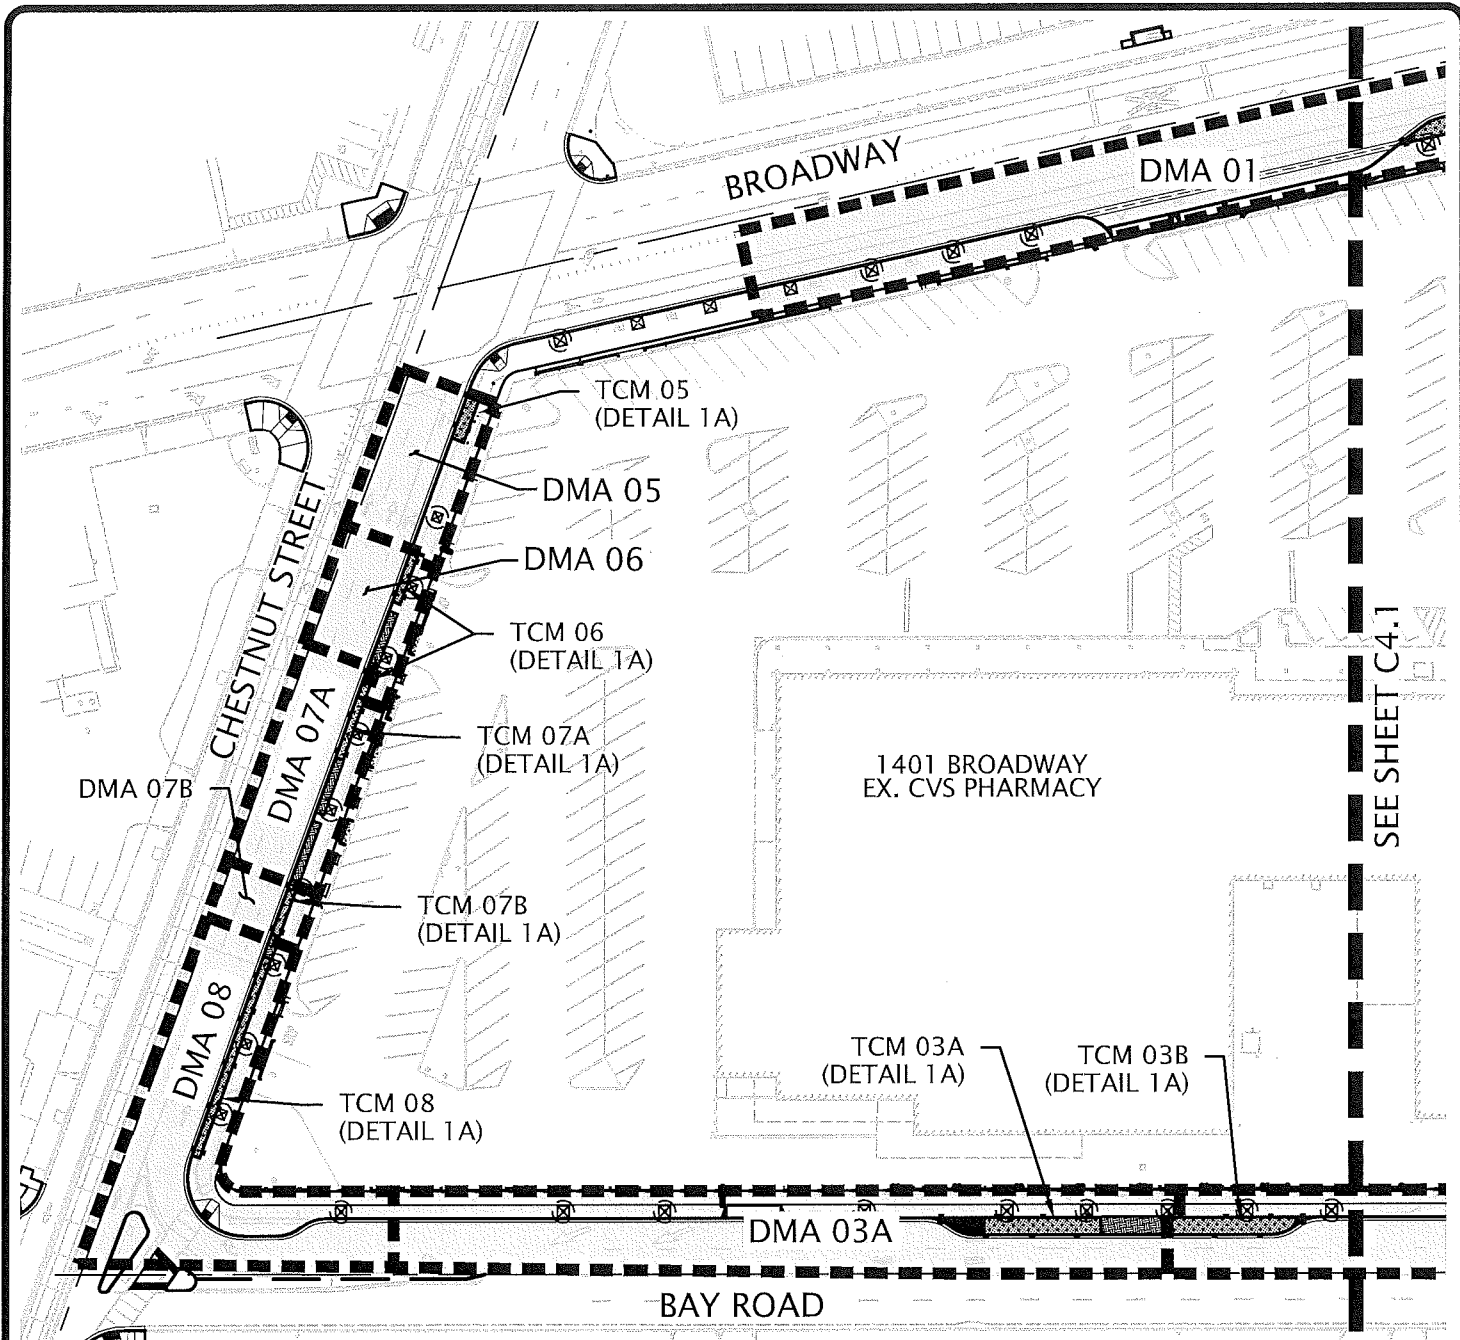 BROADWAY
DMA 01
TCM 05
(DETAIL 1A)
DMA 05
DMA 06
CHESTNUT STREET
TCM 06
(DETAIL 1A)
SEE SHEET C4.1
DMA 07A
TCM 07A
(DETAIL 1A)
1401 BROADWAY
EX. CVS PHARMACY
DMA 07B
TCM 07B
(DETAIL 1A)
DMA 08
TCM 03A
(DETAIL 1A)
TCM 03B
(DETAIL 1A)
TCM 08
(DETAIL 1A)
DMA 03A
BAY ROAD